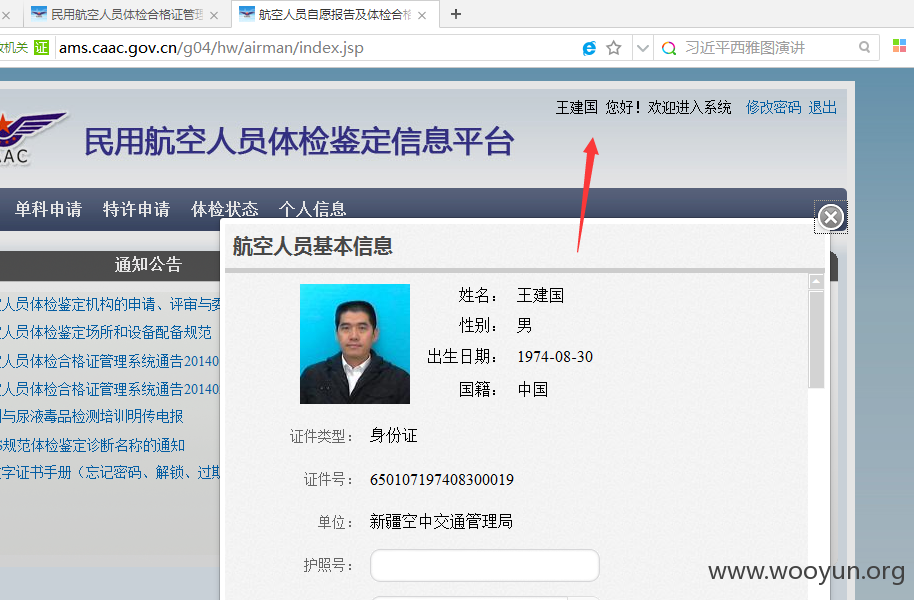 民用航空人员体检合格证管理
航空人员自愿报告及体检合格
机关 证 ams.caac.gov.cn/g04/hw/airman/index.jsp
习近平西雅图演讲
王建国 您好！欢迎进入系统 修改密码 退出
民用航空人员体检鉴定信息平台
单科申请 特许申请 体检状态 个人信息
通知公告
人员体检鉴定机构的申请、评审与委
人员体检鉴定场所和设备配备规范
人员体检合格证管理系统通告20140
人员体检合格证管理系统通告20140
与尿液毒品检测培训明传电报
规范体检鉴定诊断名称的通知
字证书手册（忘记密码、解锁、过期
航空人员基本信息
姓名： 王建国
性别： 男
出生日期： 1974-08-30
国籍： 中国
证件类型： 身份证
证件号： 650107197408300019
单位： 新疆空中交通管理局
护照号：
www.wooyun.org